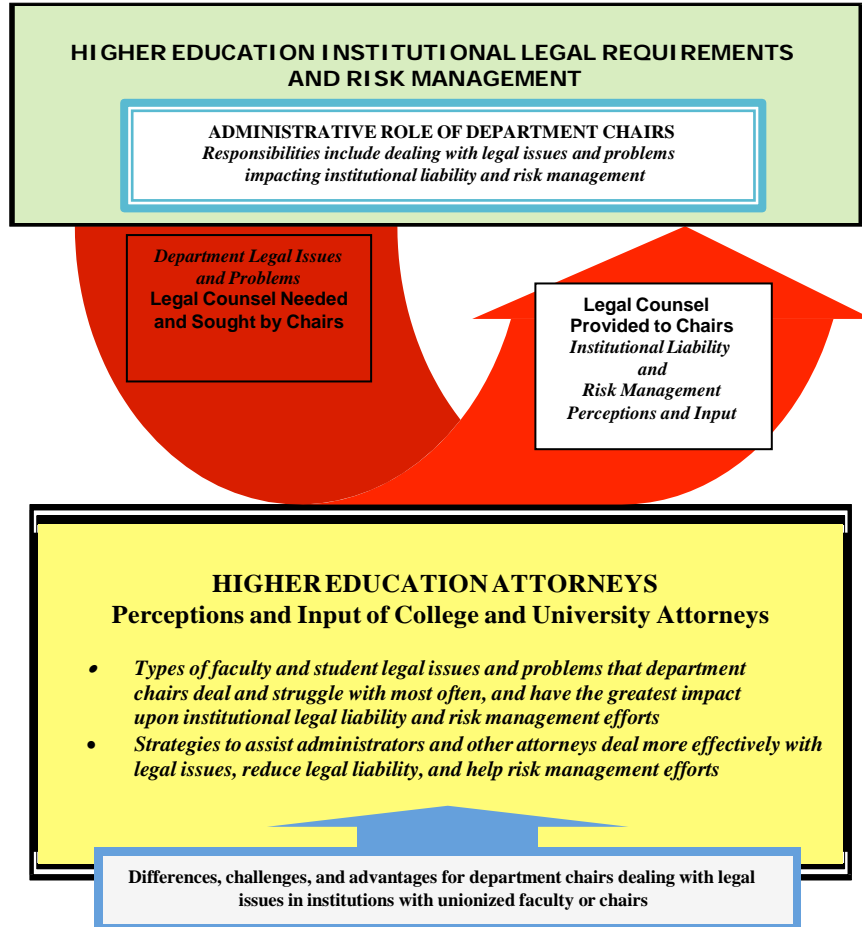 HIGHER EDUCATION INSTITUTIONAL LEGAL REQUIREMENTS
AND RISK MANAGEMENT
ADMINISTRATIVE ROLE OF DEPARTMENT CHAIRS
Responsibilities include dealing with legal issues and problems
impacting institutional liability and risk management
Department Legal Issues
and Problems
Legal Counsel Needed
and Sought by Chairs
Legal Counsel
Provided to Chairs
Institutional Liability
and
Risk Management
Perceptions and Input
HIGHER EDUCATION ATTORNEYS
Perceptions and Input of College and University Attorneys
• Types of faculty and student legal issues and problems that department
chairs deal and struggle with most often, and have the greatest impact
upon institutional legal liability and risk management efforts
• Strategies to assist administrators and other attorneys deal more effectively with
legal issues, reduce legal liability, and help risk management efforts
Differences, challenges, and advantages for department chairs dealing with legal
issues in institutions with unionized faculty or chairs